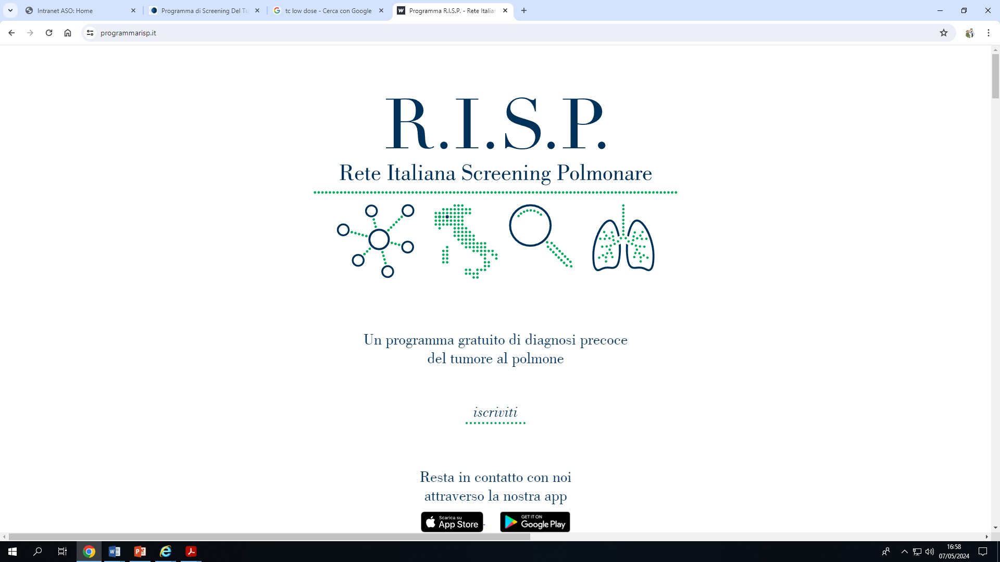 Intranet ASO: Home
Programma di Screening Del Tu
tc low dose - Cerca con Google
Programma R.I.S.P. - Rete Italian
programmarisp.it
R.I.S.P.
Rete Italiana Screening Polmonare
Un programma gratuito di diagnosi precoce
del tumore al polmone
iscriviti
Resta in contatto con noi
attraverso la nostra app
Scarica su
App Store
GET IT ON
Google Play
16:58
07/05/2024